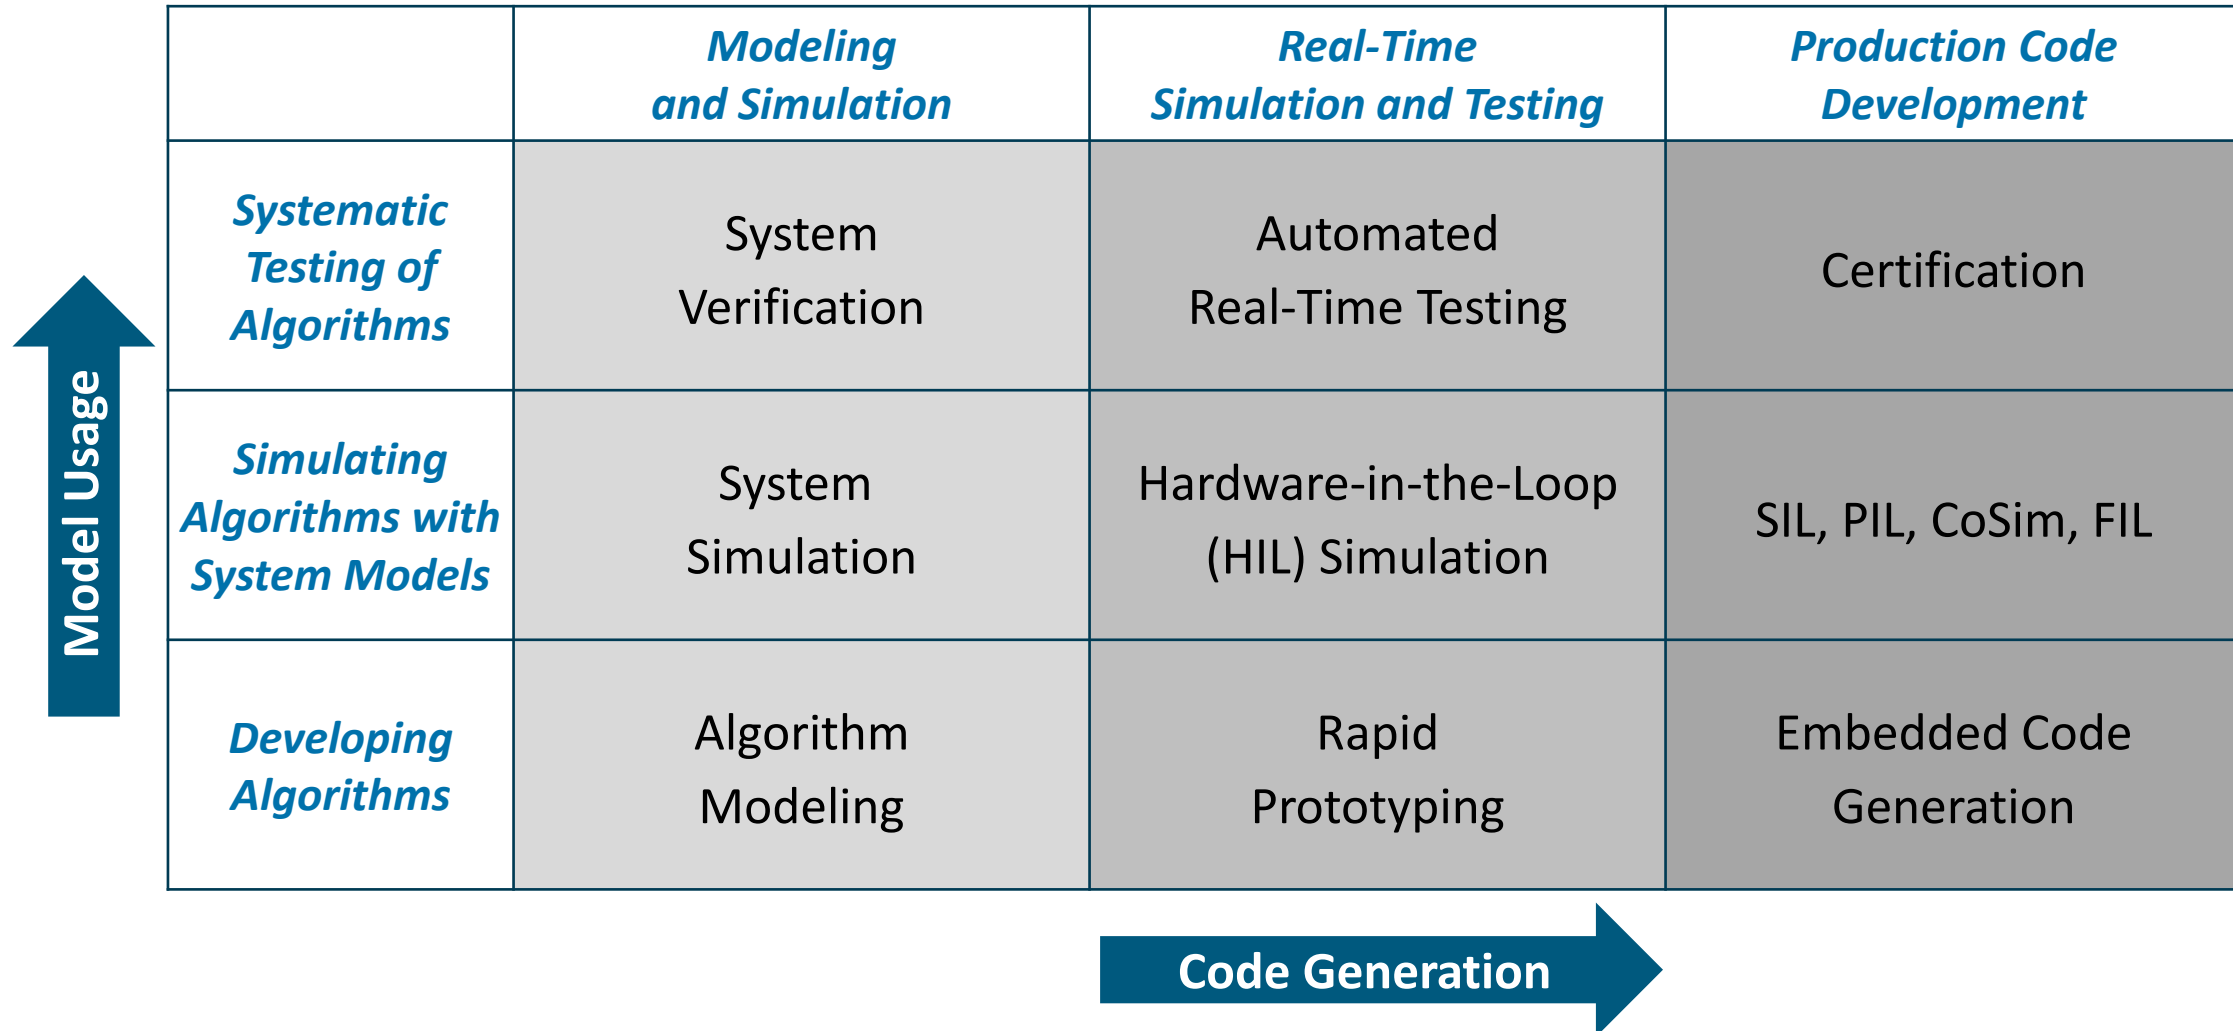 Modeling
and Simulation
Real-Time
Simulation and Testing
Production Code
Development
Systematic
Testing of
Algorithms
System
Verification
Automated
Real-Time Testing
Certification
Model Usage
Simulating
Algorithms with
System Models
System
Simulation
Hardware-in-the-Loop
(HIL) Simulation
SIL, PIL, CoSim, FIL
Developing
Algorithms
Algorithm
Modeling
Rapid
Prototyping
Embedded Code
Generation
Code Generation